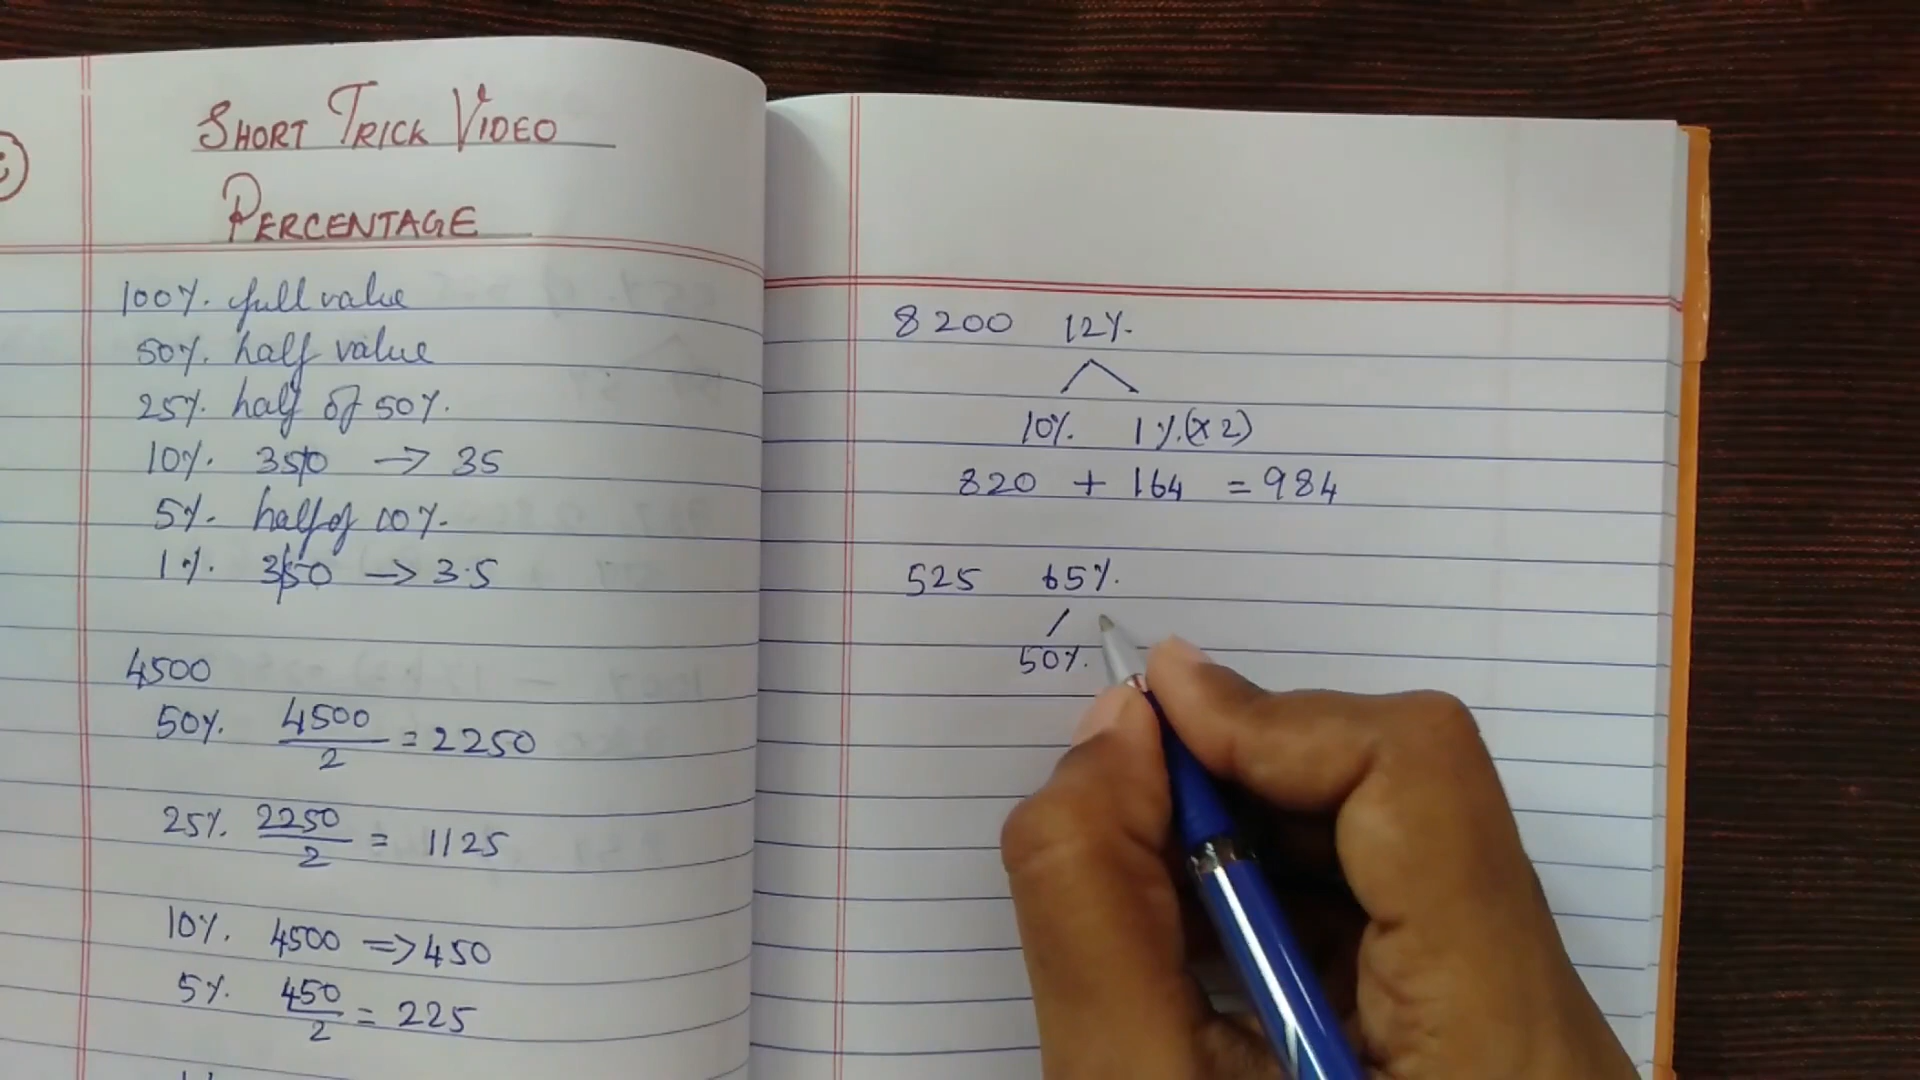 SHORT TRICK VIDEO
PERCENTAGE
100%. full value
50%. half value
25%. half of 50%.
10%. 350 -> 35
5%. half of 10%.
1%. 350 -> 3.5
4500
50%. 4500/2 = 2250
25%. 2250/2 = 1125
10%. 4500 => 450
5%. 450/2 = 225
8200 12%.
10%. 1%.(x2)
820 + 164 = 984
525 65%.
50%.